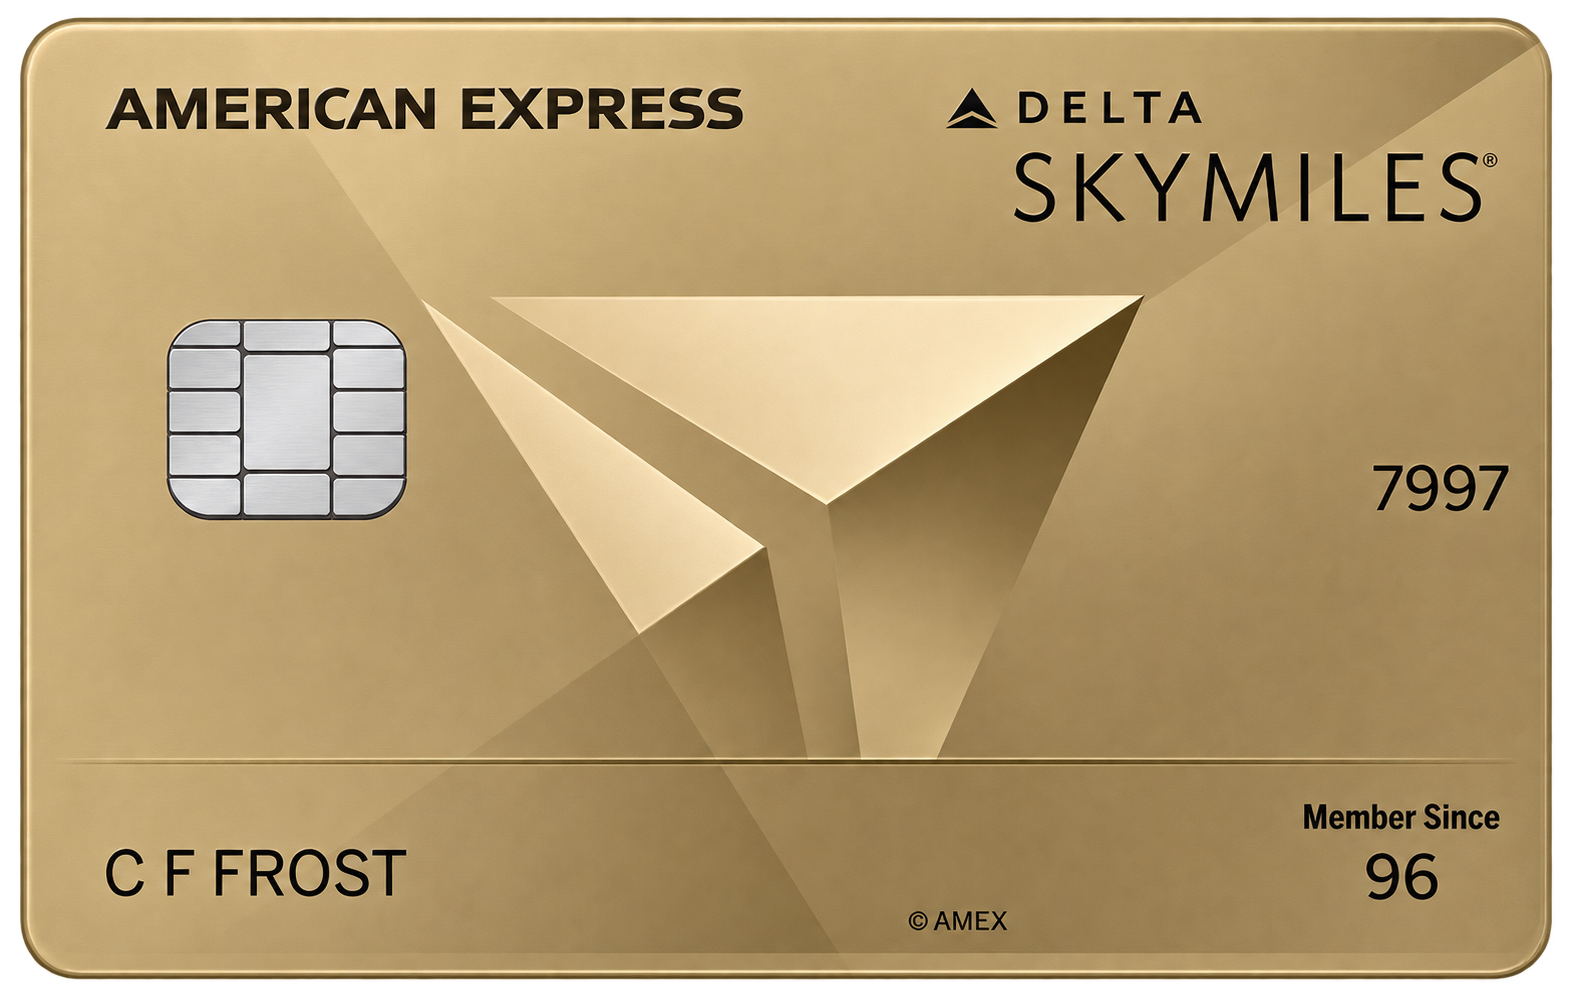 AMERICAN EXPRESS
DELTA
SKYMILES®
7997
Member Since
96
C F FROST
© AMEX